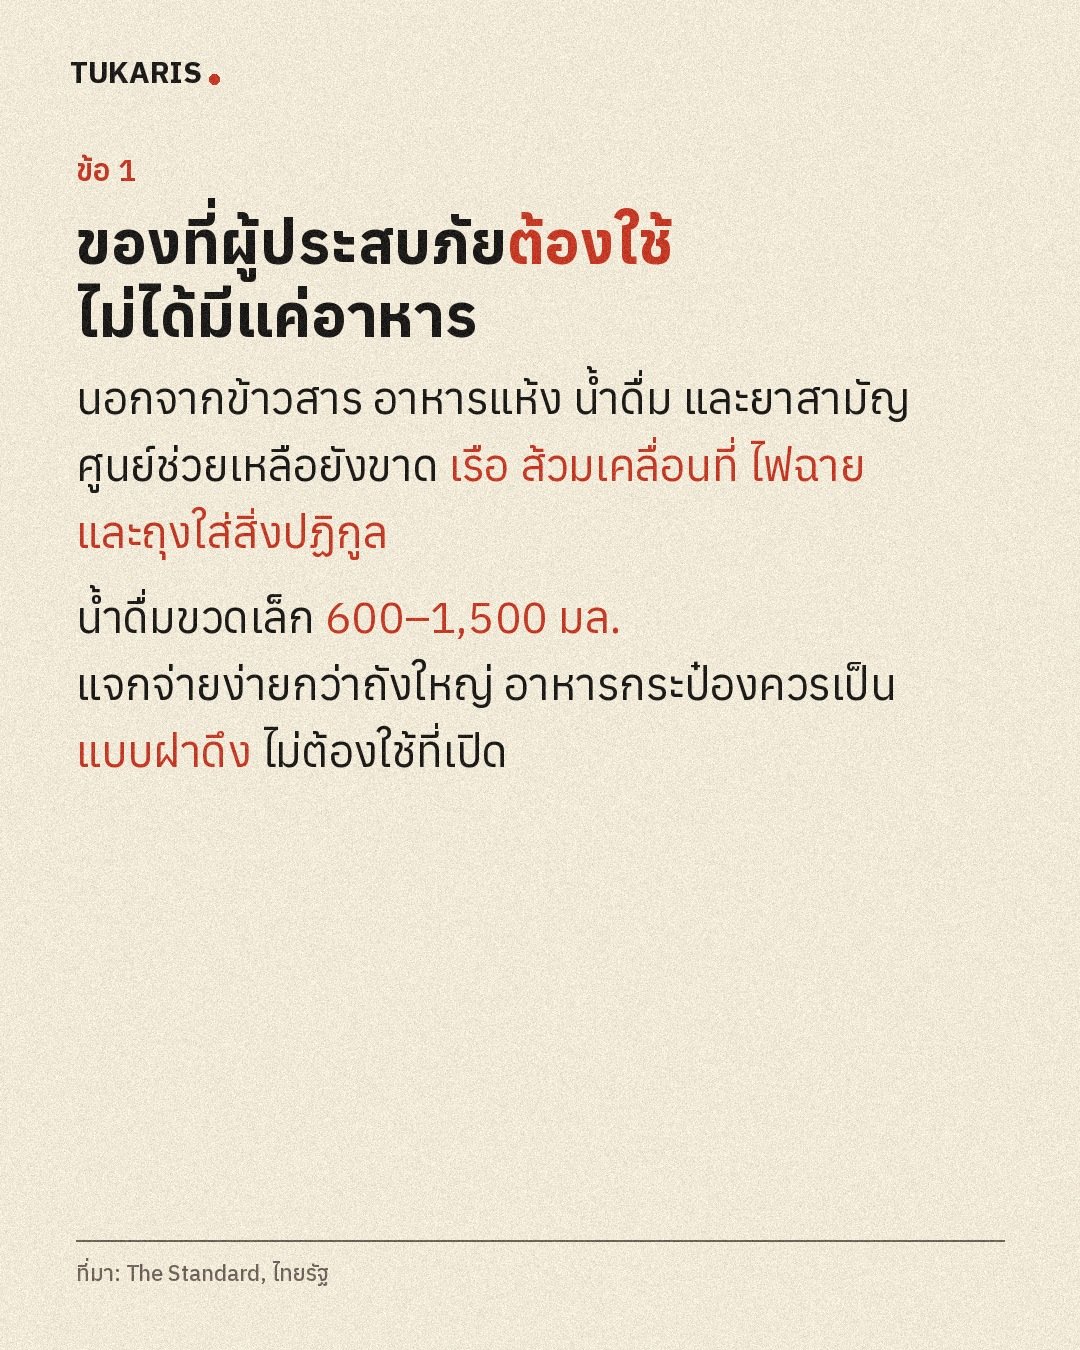 TUKARIS
ข้อ 1
ของที่ผู้ประสบภัยต้องใช้
ไม่ได้มีแค่อาหาร
นอกจากข้าวสาร อาหารแห้ง น้ำดื่ม และยาสามัญ
ศูนย์ช่วยเหลือยังขาด เรือ ส้วมเคลื่อนที่ ไฟฉาย
และถุงใส่สิ่งปฏิกูล
น้ำดื่มขวดเล็ก 600–1,500 มล.
แจกจ่ายง่ายกว่าถังใหญ่ อาหารกระป๋องควรเป็น
แบบฝาดึง ไม่ต้องใช้ที่เปิด
ที่มา: The Standard, ไทยรัฐ